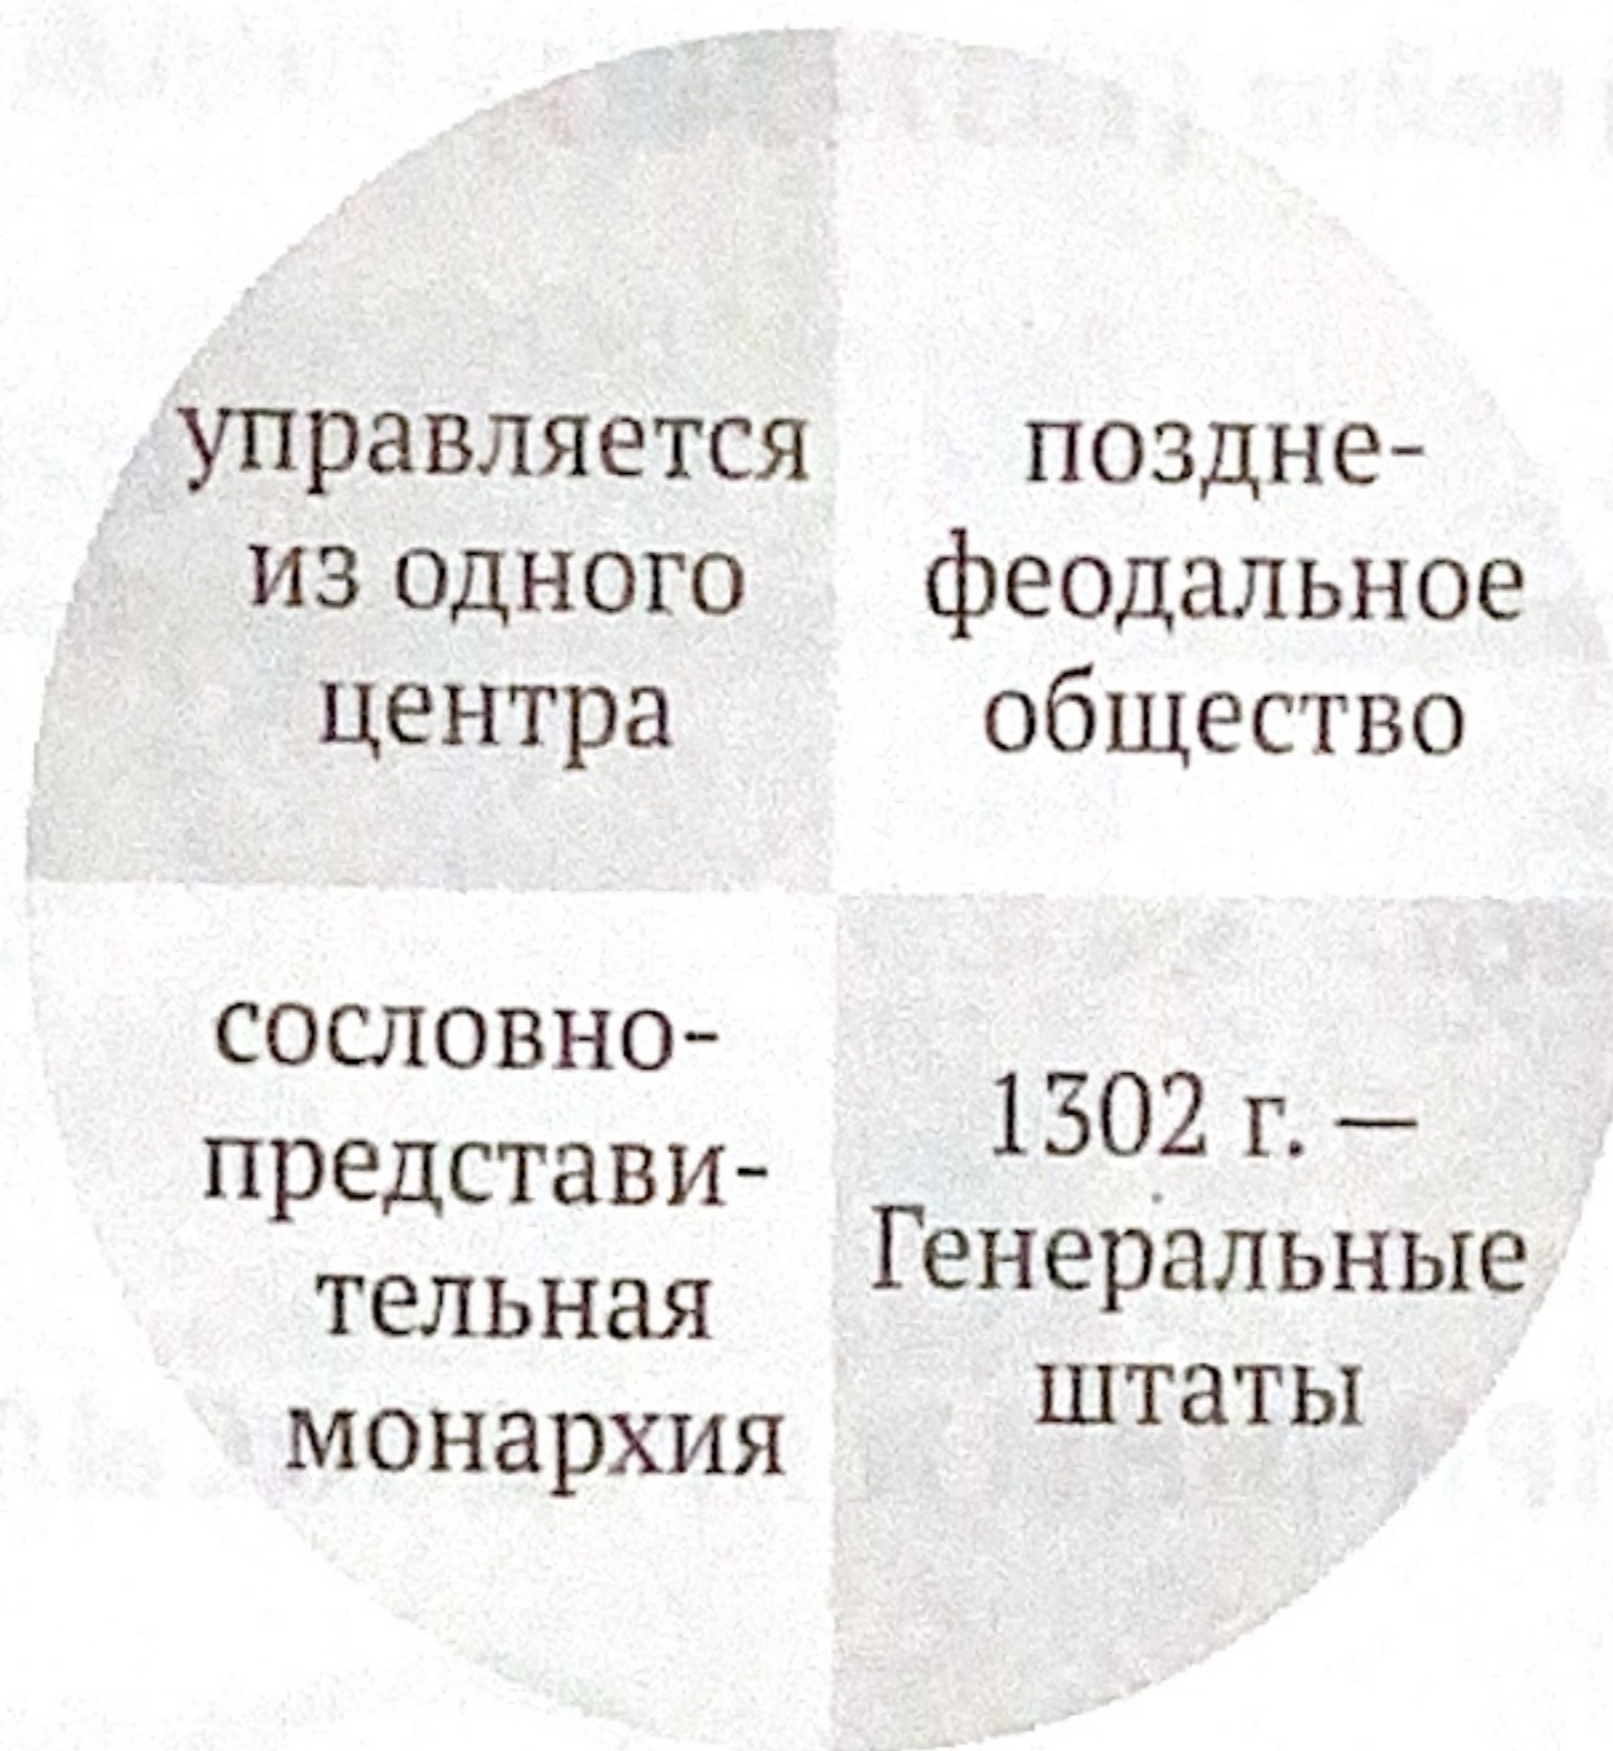 управляется
из одного
центра
поздне-
феодальное
общество
сословно-
представи-
тельная
монархия
1302 г. —
Генеральные
штаты